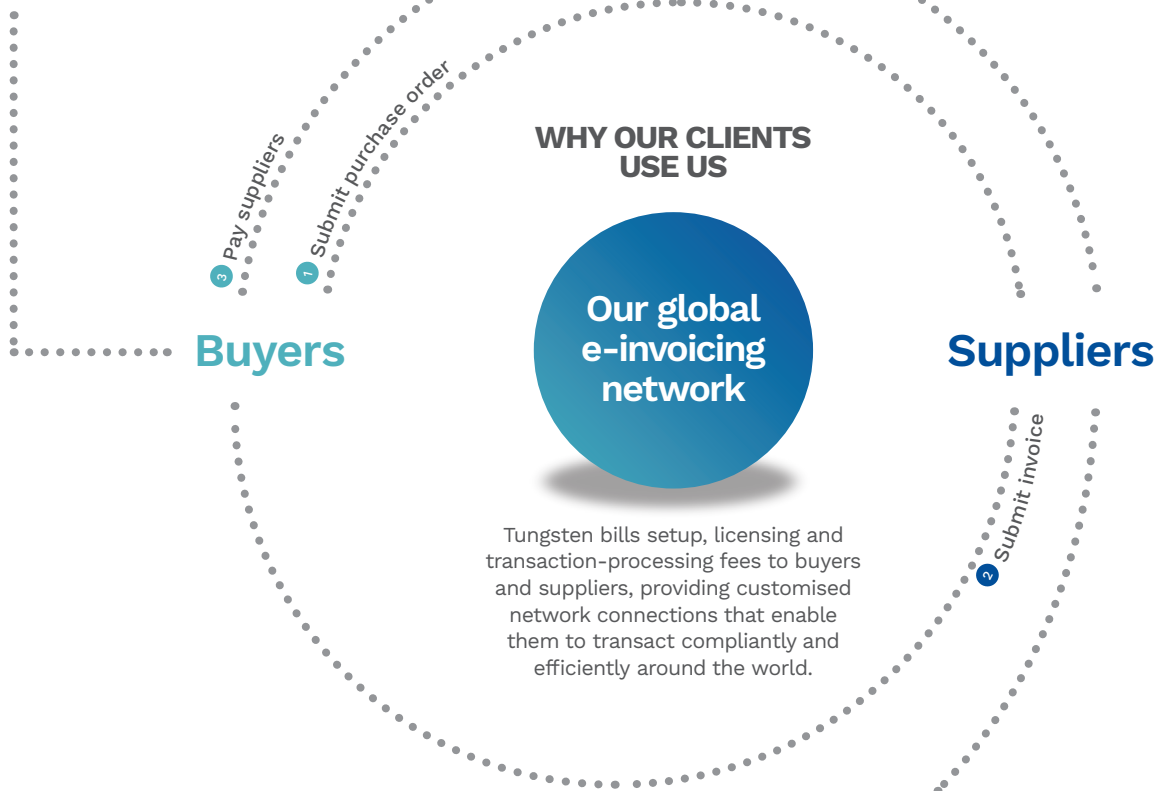 WHY OUR CLIENTS
USE US
3 Pay suppliers
1 Submit purchase order
Our global
e-invoicing
network
Buyers
Suppliers
2 Submit invoice
Tungsten bills setup, licensing and
transaction-processing fees to buyers
and suppliers, providing customised
network connections that enable
them to transact compliantly and
efficiently around the world.